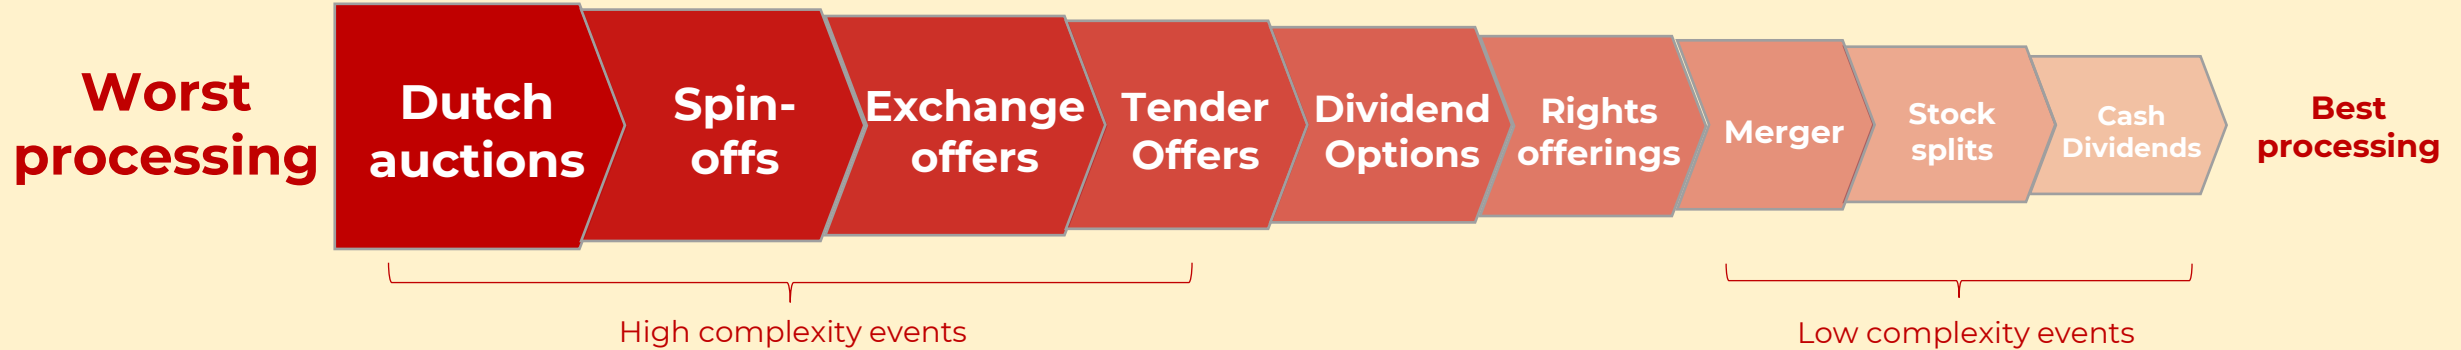 Worst
processing
Dutch
auctions
Spin-
offs
Exchange
offers
Tender
Offers
Dividend
Options
Rights
offerings
Merger
Stock
splits
Cash
Dividends
Best
processing
High complexity events
Low complexity events